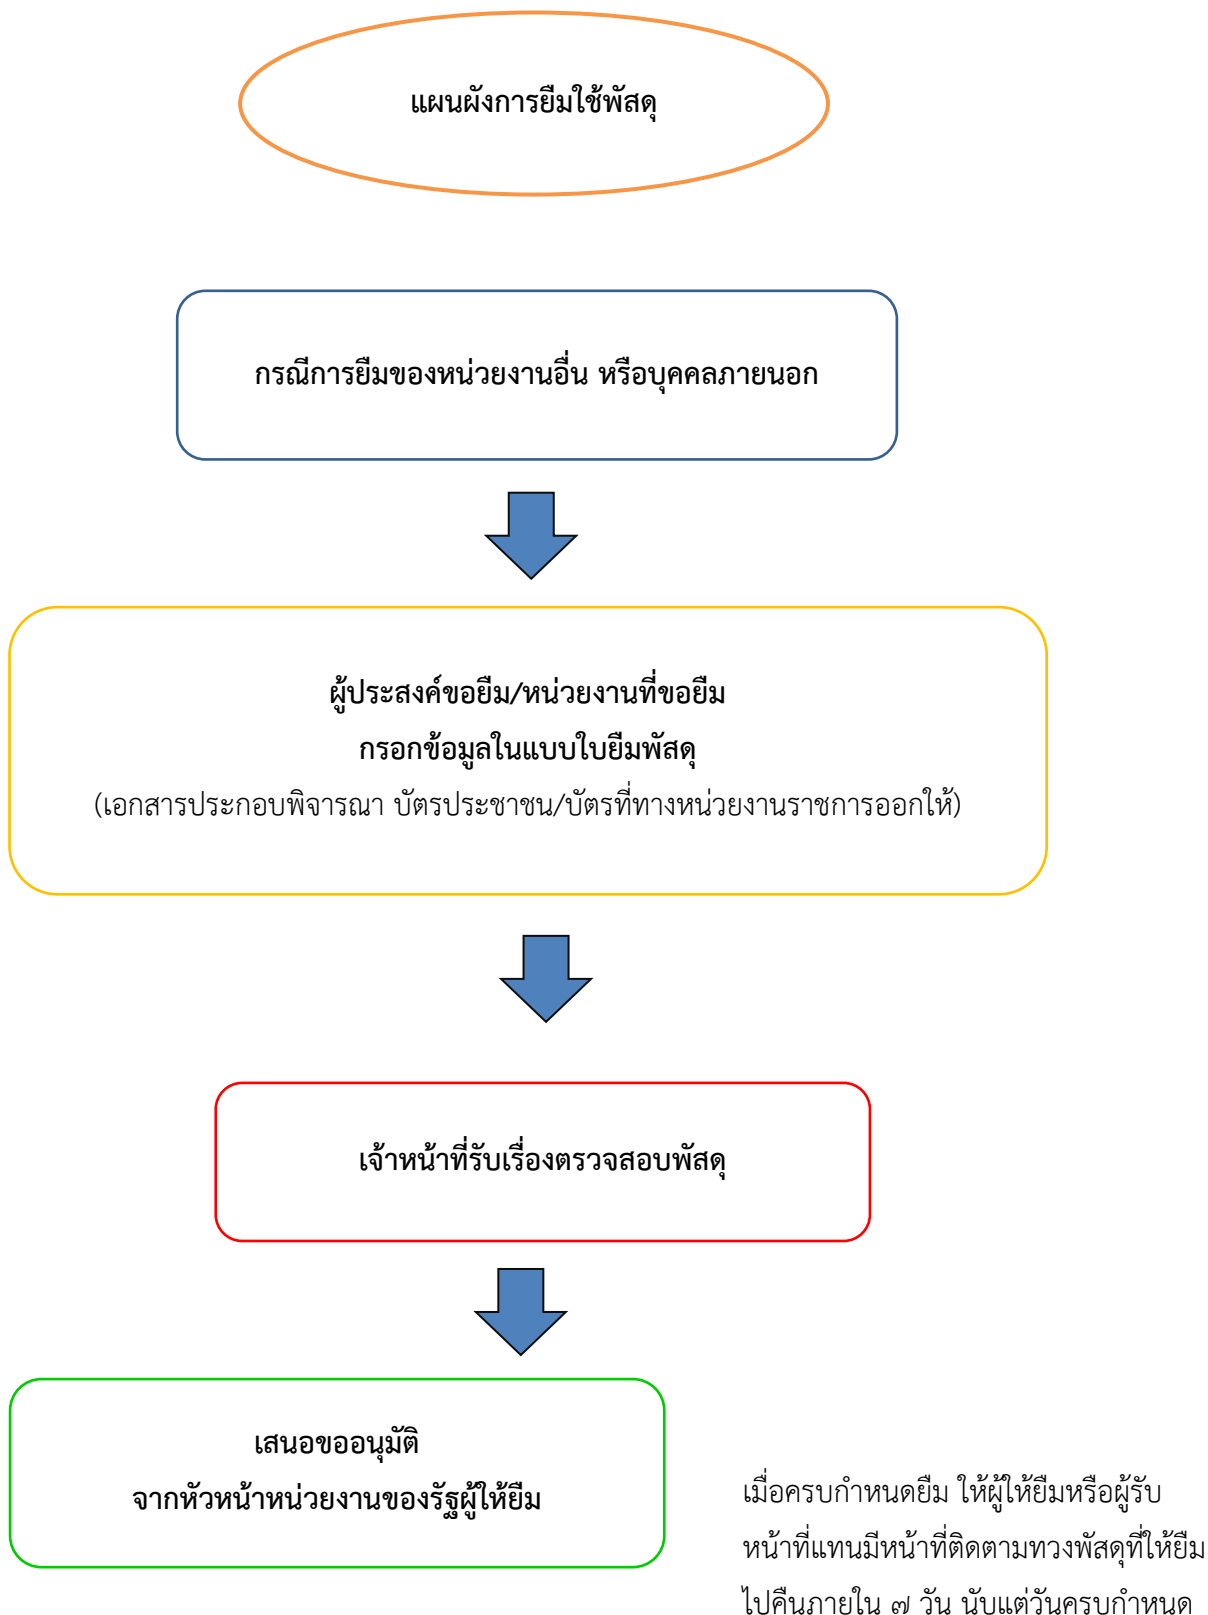 แผนผังการยืมใช้พัสดุ
กรณีการยืมของหน่วยงานอื่น หรือบุคคลภายนอก
ผู้ประสงค์ขอยืม/หน่วยงานที่ขอยืม
กรอกข้อมูลในแบบใบยืมพัสดุ
(เอกสารประกอบพิจารณา บัตรประชาชน/บัตรที่ทางหน่วยงานราชการออกให้)
เจ้าหน้าที่รับเรื่องตรวจสอบพัสดุ
เสนอขออนุมัติ
จากหัวหน้าหน่วยงานของรัฐผู้ให้ยืม
เมื่อครบกำหนดยืม ให้ผู้ให้ยืมหรือผู้รับ
หน้าที่แทนมีหน้าที่ติดตามทวงพัสดุที่ให้ยืม
ไปคืนภายใน ๗ วัน นับแต่วันครบกำหนด